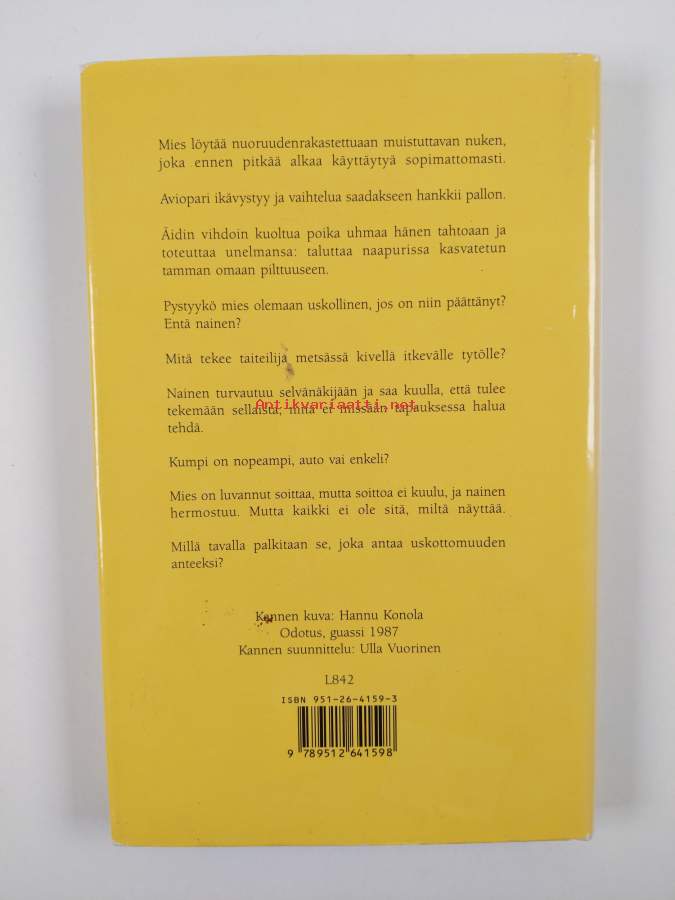 Mies löytää nuoruudenrakastettuaan muistuttavan nuken,
joka ennen pitkää alkaa käyttäytyä sopimattomasti.
Aviopari ikävystyy ja vaihtelua saadakseen hankkii pallon.
Äidin vihdoin kuoltua poika uhmaa hänen tahtoaan ja
toteuttaa unelmansa: taluttaa naapurissa kasvatetun
tamman omaan pilttuuseen.
Pystyykö mies olemaan uskollinen, jos on niin päättänyt?
Entä nainen?
Mitä tekee taiteilija metsässä kivellä itkevälle tytölle?
Nainen turvautuu selvänäkijään ja saa kuulla, että tulee
tekemään sellaista, mitä ei missään tapauksessa halua
Antikvariaatti.net
tehdä.
Kumpi on nopeampi, auto vai enkeli?
Mies on luvannut soittaa, mutta soittoa ei kuulu, ja nainen
hermostuu. Mutta kaikki ei ole sitä, miltä näyttää.
Millä tavalla palkitaan se, joka antaa uskottomuuden
anteeksi?
Kannen kuva: Hannu Konola
Odotus, guassi 1987
Kannen suunnittelu: Ulla Vuorinen
L842
ISBN 951-26-4159-3
9 789512 641598